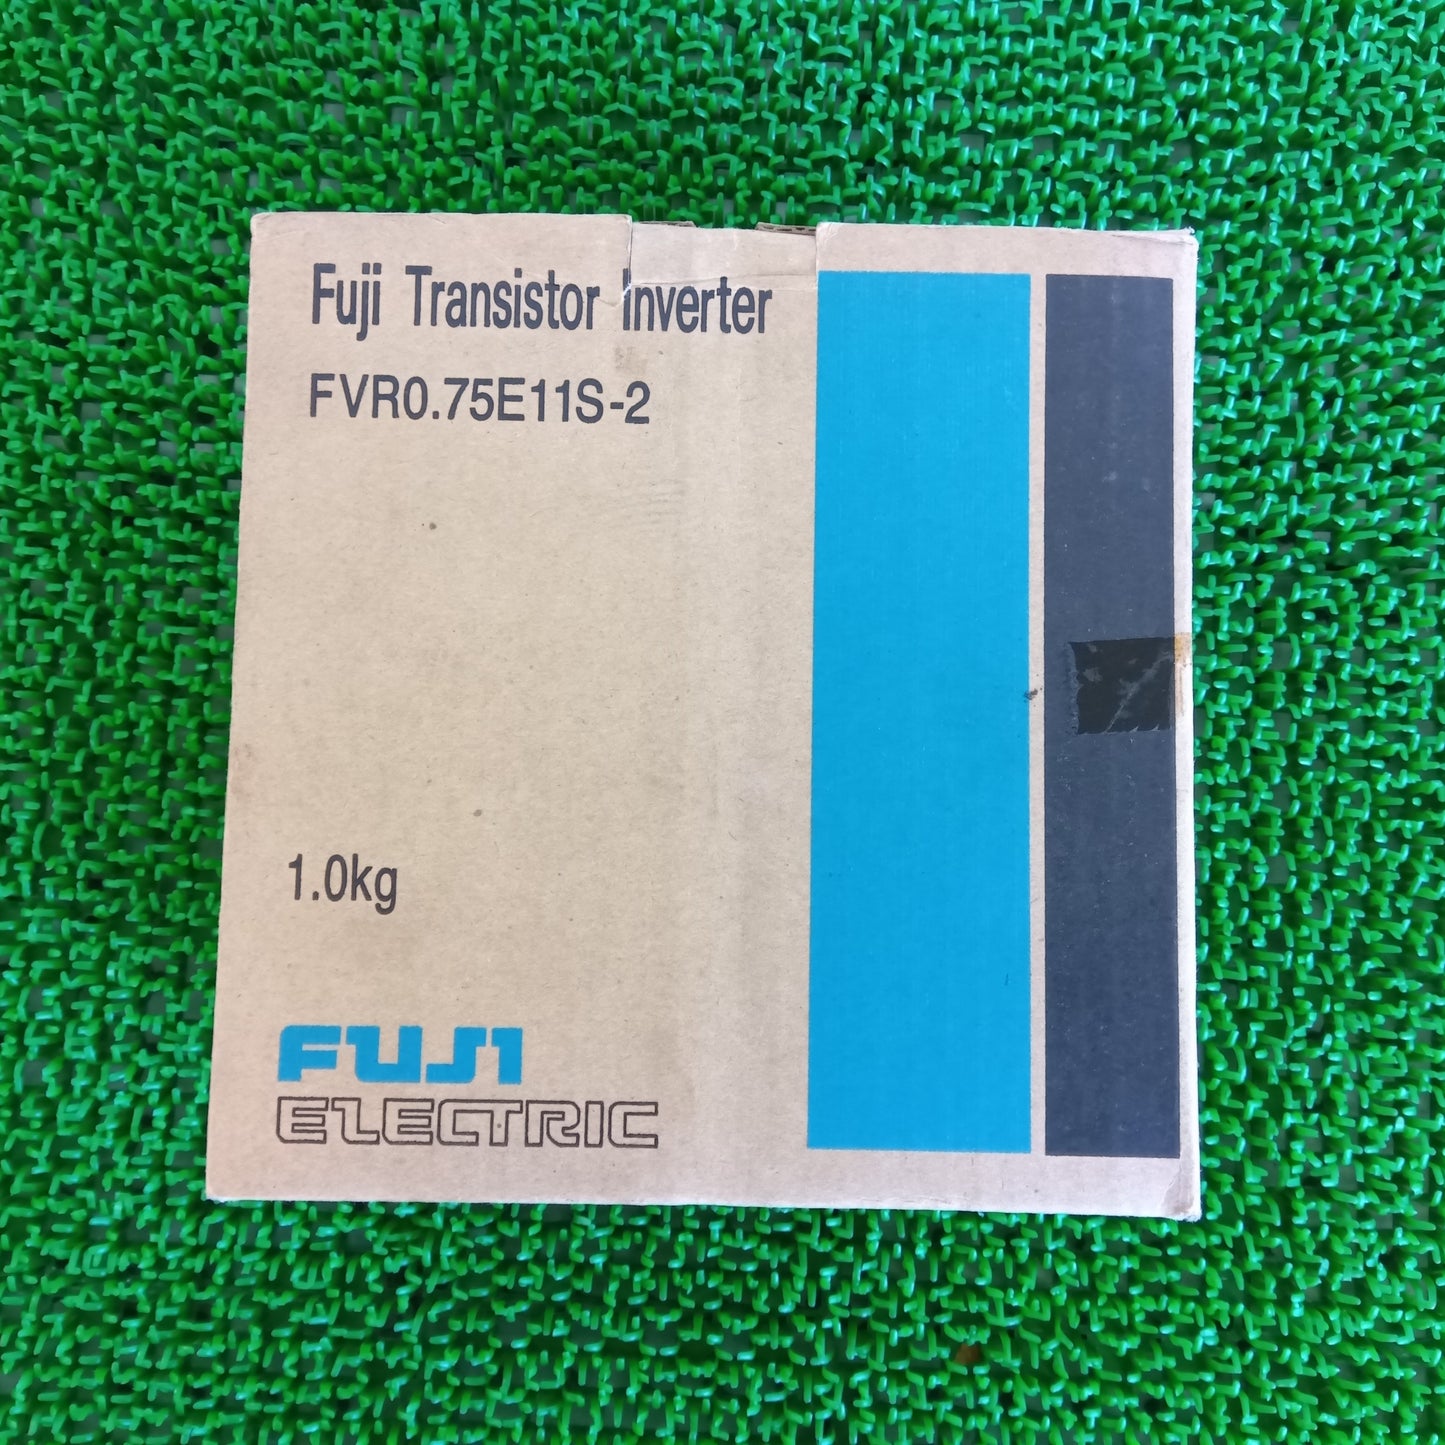 Fuji Transistor Inverter
FVR0.75E11S-2
1.0kg
FUJI
ELECTRIC